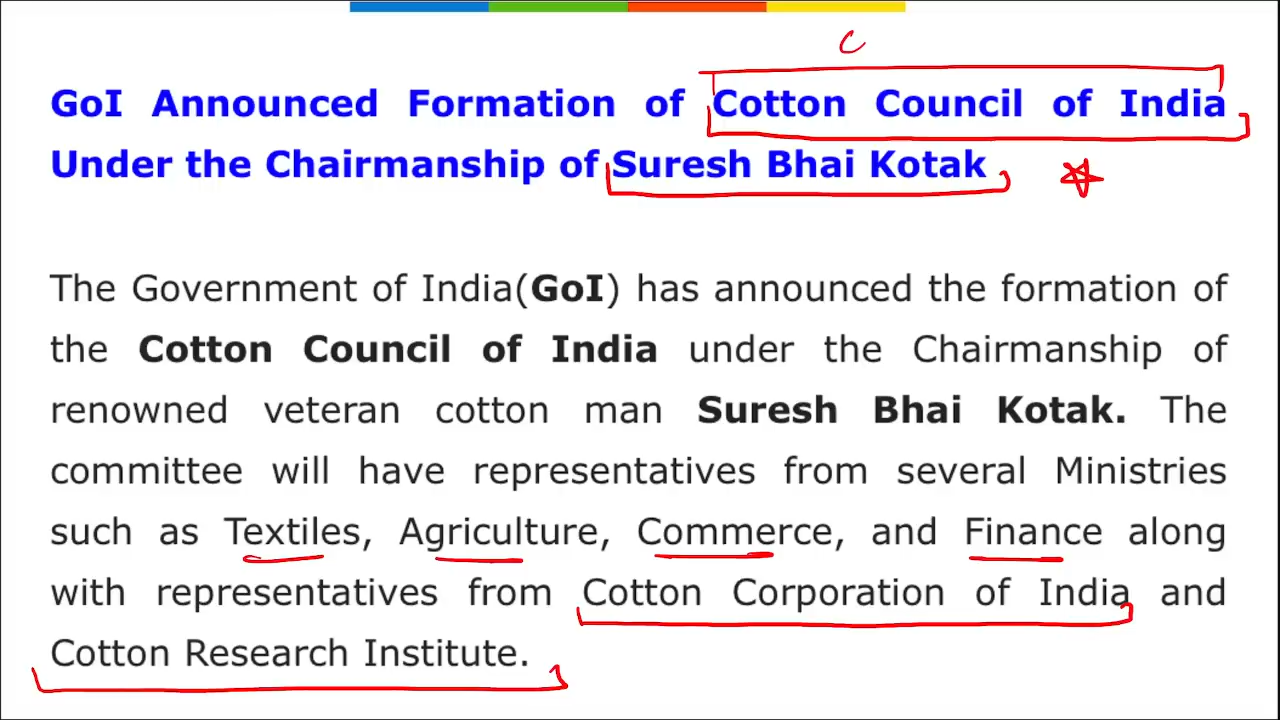 C
GoI Announced Formation of Cotton Council of India
Under the Chairmanship of Suresh Bhai Kotak
The Government of India(GoI) has announced the formation of
the Cotton Council of India under the Chairmanship of
renowned veteran cotton man Suresh Bhai Kotak. The
committee will have representatives from several Ministries
such as Textiles, Agriculture, Commerce, and Finance along
with representatives from Cotton Corporation of India and
Cotton Research Institute.